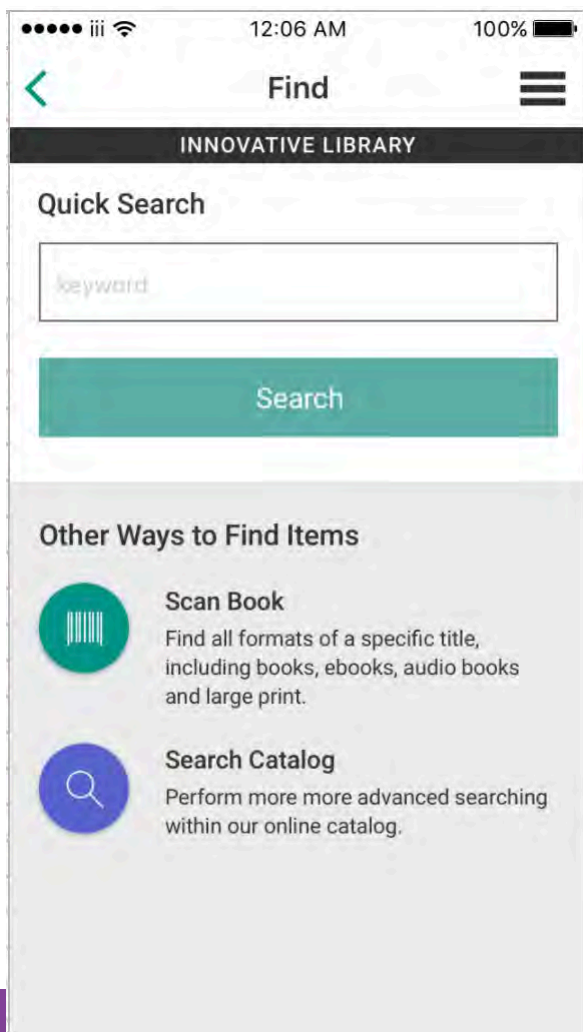 iii 12:06 AM 100%
Find
INNOVATIVE LIBRARY
Quick Search
keyword
Search
Other Ways to Find Items
Scan Book
Find all formats of a specific title,
including books, ebooks, audio books
and large print.
Search Catalog
Perform more more advanced searching
within our online catalog.